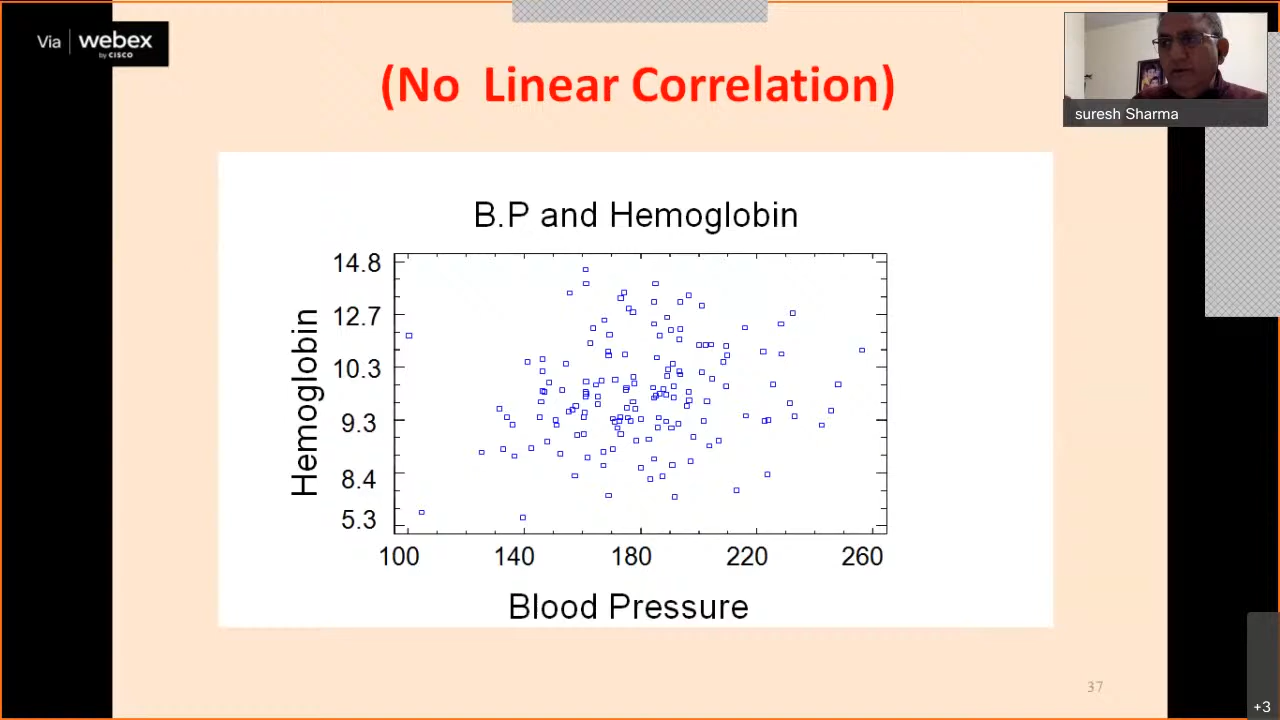 Via webex
by CISCO
(No Linear Correlation)
suresh Sharma
B.P and Hemoglobin
Hemoglobin
14.8
12.7
10.3
9.3
8.4
5.3
100 140 180 220 260
Blood Pressure
37
+3